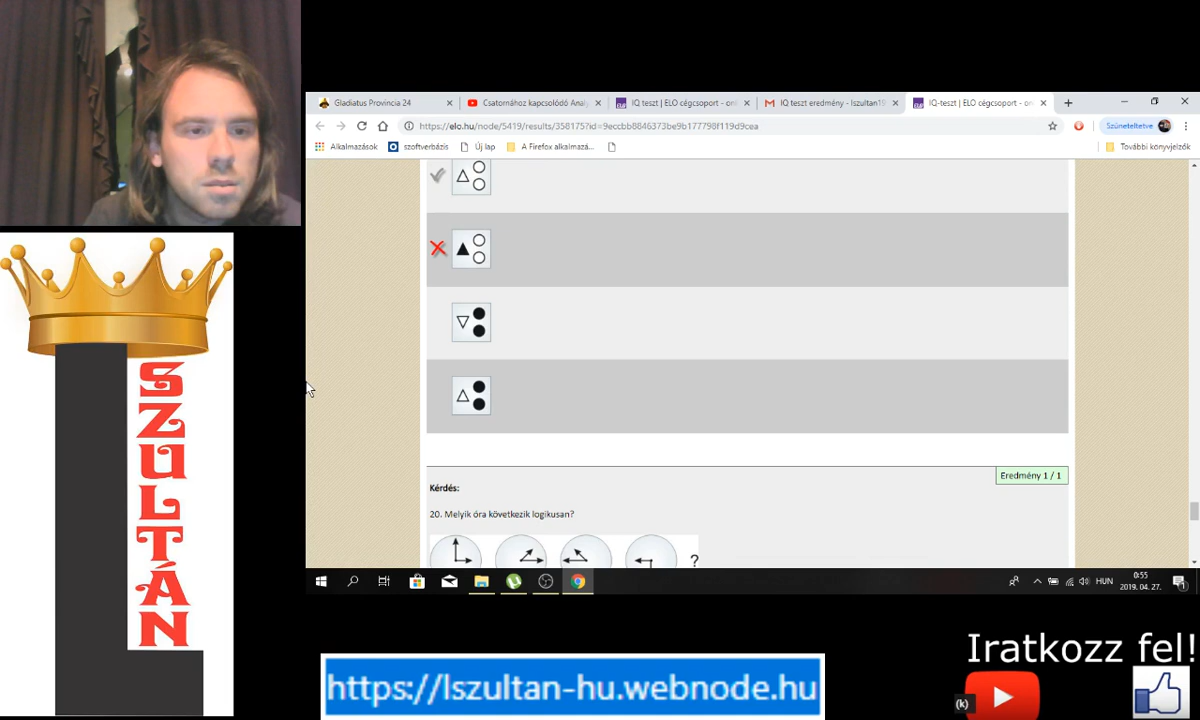 Gladiatus Provincia 24
Csatornához kapcsolódó Analy
IQ teszt | ELO cégcsoport - onl
IQ teszt eredmény - lszultan19
IQ-teszt | ELO cégcsoport - onl
https://elo.hu/node/5419/results/358175?id=9eccbb8846373be9b177798f119d9cea
Szüneteltetve
Alkalmazások
szoftverbázis
Új lap
A Firefox alkalmazá...
További könyvjelzők
Eredmény 1 / 1
Kérdés:
20. Melyik óra következik logikusan?
?
HUN
0:55
2019. 04. 27.
SZULTÁN
https://lszultan-hu.webnode.hu
Iratkozz fel!
(k)